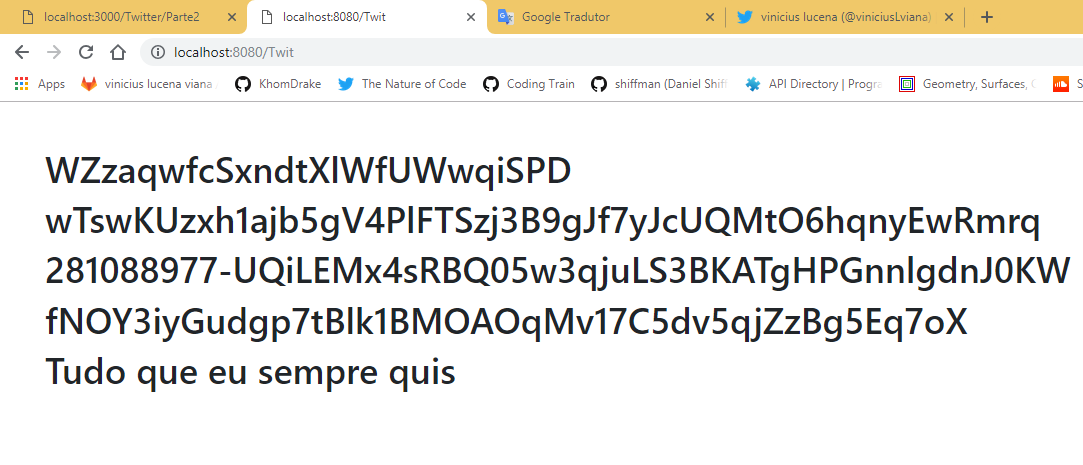 localhost:3000/Twitter/Parte2
localhost:8080/Twit
Google Tradutor
vinicius lucena (@viniciusLviana)
localhost:8080/Twit
Apps
vinicius lucena viana
KhomDrake
The Nature of Code
Coding Train
shiffman (Daniel Shiff
API Directory | Progra
Geometry, Surfaces, C
S
WZzaqwfcSxndtXlWfUWwqiSPD
wTswKUzxh1ajb5gV4PlFTSzj3B9gJf7yJcUQMtO6hqnyEwRmrq
281088977-UQiLEMx4sRBQ05w3qjuLS3BKATgHPGnnlgdnJ0KW
fNOY3iyGudgp7tBlk1BMOAOqMv17C5dv5qjZzBg5Eq7oX
Tudo que eu sempre quis